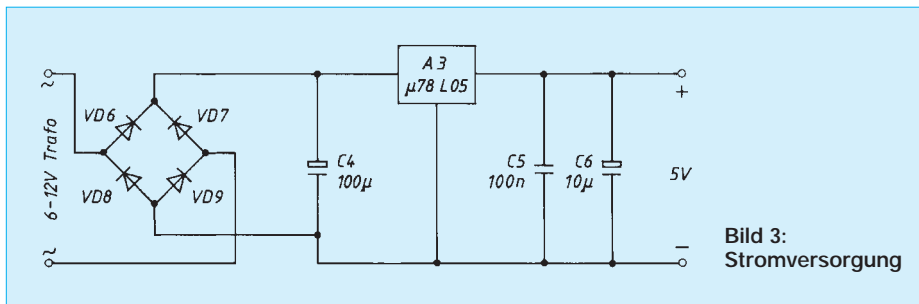 ~
6-12V Trafo
~
VD6
VD7
VD8
VD9
C4
100µ
A3
µ78 L05
C5
100n
C6
10µ
+
5V
−
Bild 3:
Stromversorgung